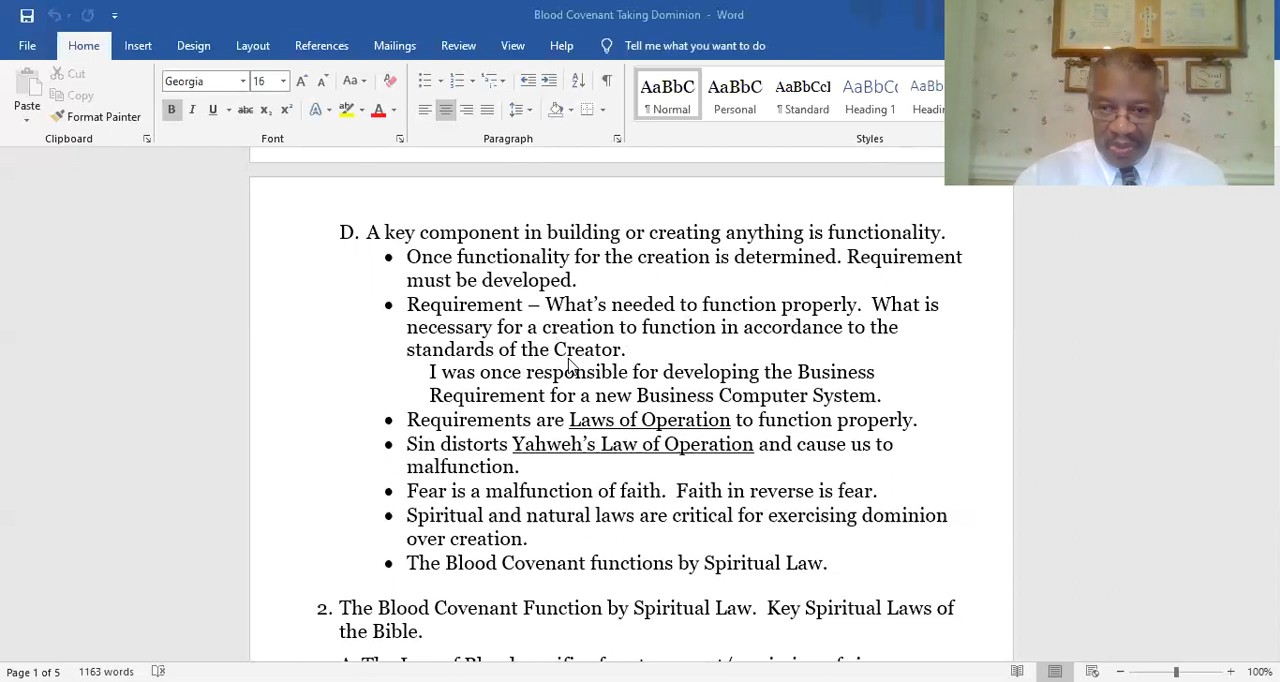 Blood Covenant Taking Dominion - Word
File Home Insert Design Layout References Mailings Review View Help Tell me what you want to do
Paste
Cut
Copy
Format Painter
Clipboard
Georgia 16
Font
Paragraph
AaBbC AaBbC AaBbCcI AaBbC AaBb
¶ Normal Personal ¶ Standard Heading 1 Headin
Styles
Soul
D. A key component in building or creating anything is functionality.
• Once functionality for the creation is determined. Requirement
must be developed.
• Requirement – What's needed to function properly. What is
necessary for a creation to function in accordance to the
standards of the Creator.
I was once responsible for developing the Business
Requirement for a new Business Computer System.
• Requirements are Laws of Operation to function properly.
• Sin distorts Yahweh's Law of Operation and cause us to
malfunction.
• Fear is a malfunction of faith. Faith in reverse is fear.
• Spiritual and natural laws are critical for exercising dominion
over creation.
• The Blood Covenant functions by Spiritual Law.
2. The Blood Covenant Function by Spiritual Law. Key Spiritual Laws of
the Bible.
Page 1 of 5 1163 words 100%